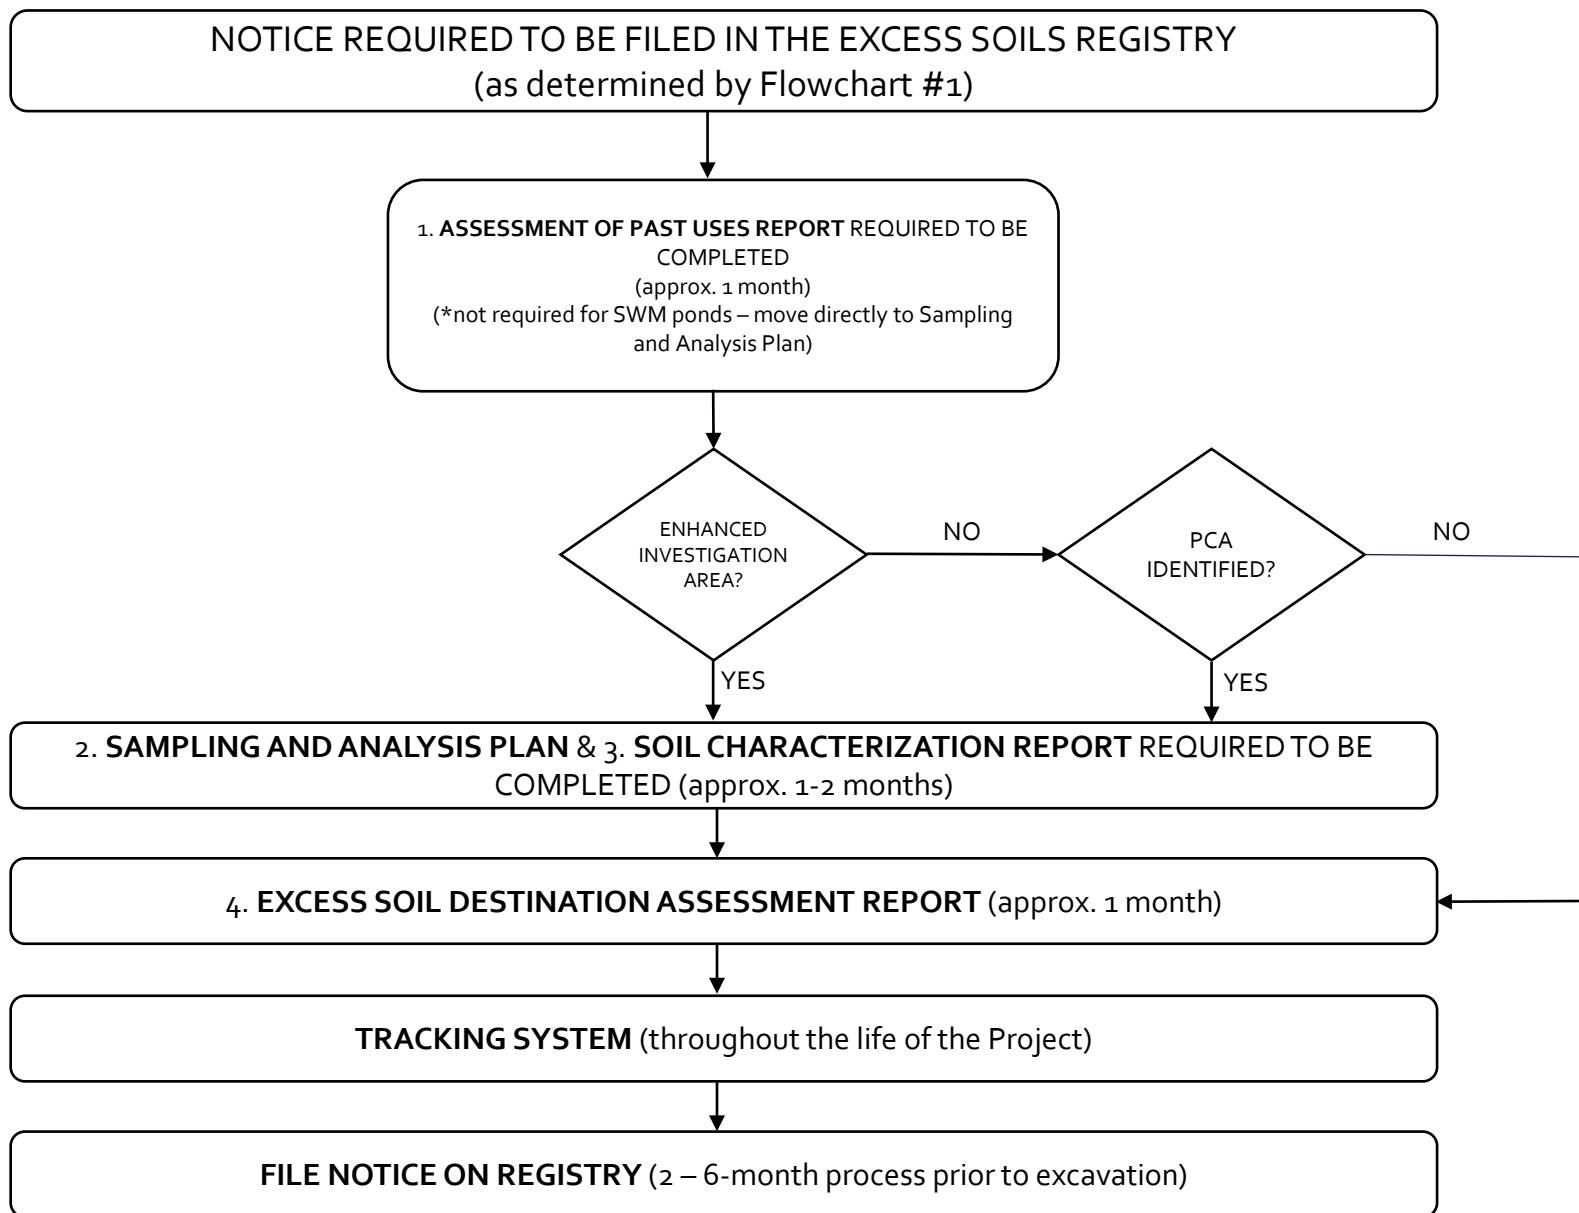 NOTICE REQUIRED TO BE FILED IN THE EXCESS SOILS REGISTRY
(as determined by Flowchart #1)
1. ASSESSMENT OF PAST USES REPORT REQUIRED TO BE
COMPLETED
(approx. 1 month)
(*not required for SWM ponds – move directly to Sampling
and Analysis Plan)
ENHANCED
INVESTIGATION
AREA?
NO
PCA
IDENTIFIED?
NO
YES
YES
2. SAMPLING AND ANALYSIS PLAN & 3. SOIL CHARACTERIZATION REPORT REQUIRED TO BE
COMPLETED (approx. 1-2 months)
4. EXCESS SOIL DESTINATION ASSESSMENT REPORT (approx. 1 month)
TRACKING SYSTEM (throughout the life of the Project)
FILE NOTICE ON REGISTRY (2 – 6-month process prior to excavation)